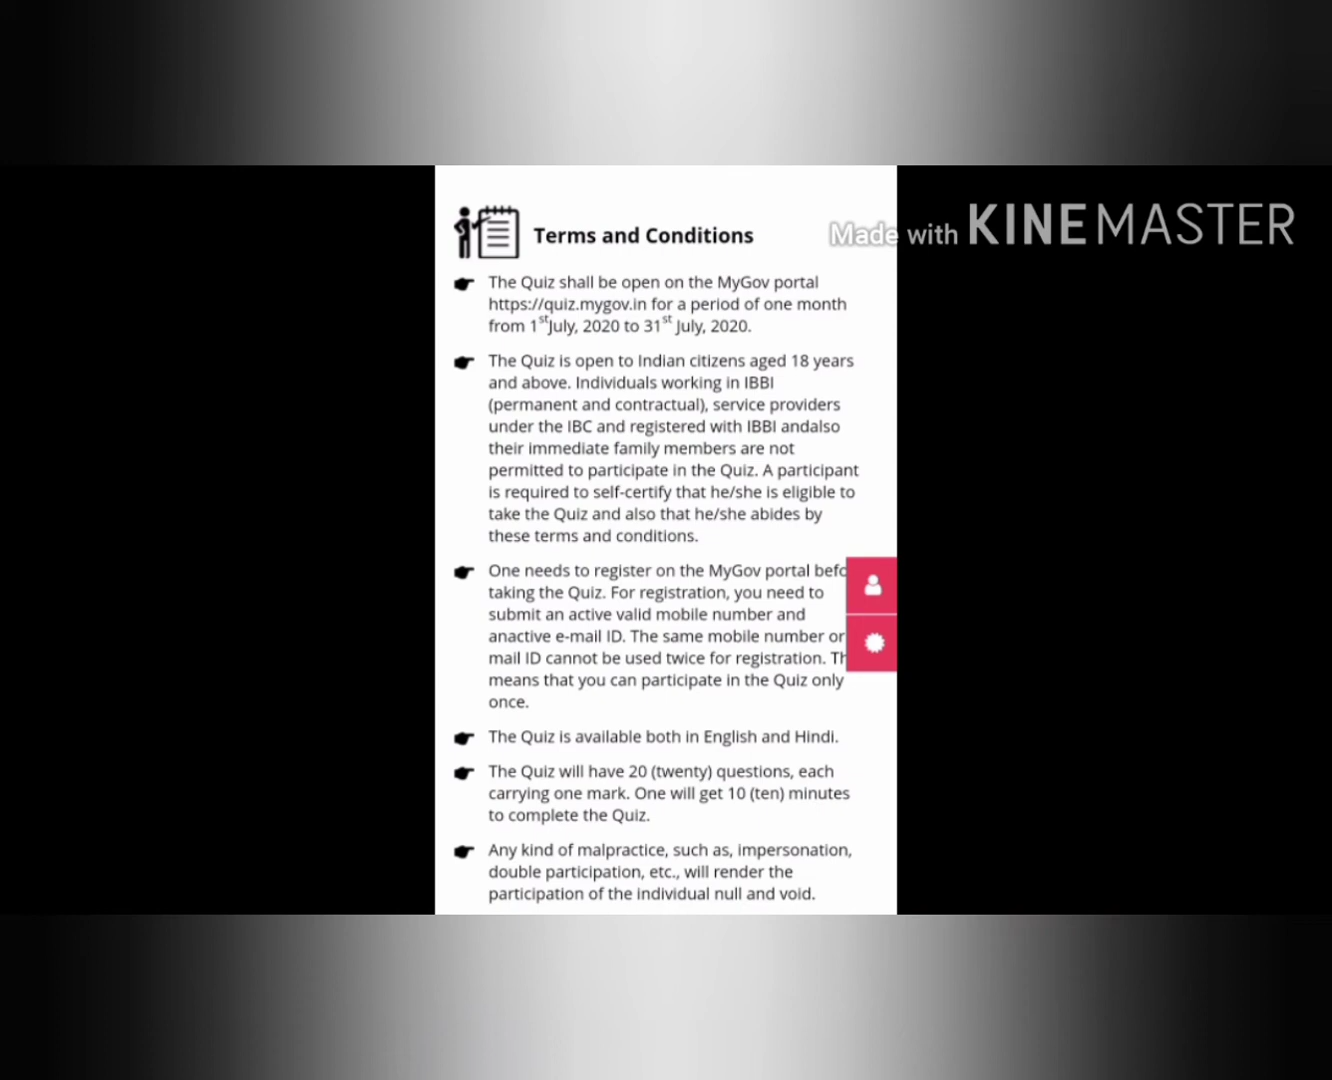 Terms and Conditions
Made with KINEMASTER
The Quiz shall be open on the MyGov portal
https://quiz.mygov.in for a period of one month
from 1st July, 2020 to 31st July, 2020.
The Quiz is open to Indian citizens aged 18 years
and above. Individuals working in IBBI
(permanent and contractual), service providers
under the IBC and registered with IBBI andalso
their immediate family members are not
permitted to participate in the Quiz. A participant
is required to self-certify that he/she is eligible to
take the Quiz and also that he/she abides by
these terms and conditions.
One needs to register on the MyGov portal
taking the Quiz. For registration, you need to
submit an active valid mobile number and
anactive e-mail ID. The same mobile number or
mail ID cannot be used twice for registration.
means that you can participate in the Quiz only
once.
The Quiz is available both in English and Hindi.
The Quiz will have 20 (twenty) questions, each
carrying one mark. One will get 10 (ten) minutes
to complete the Quiz.
Any kind of malpractice, such as, impersonation,
double participation, etc., will render the
participation of the individual null and void.